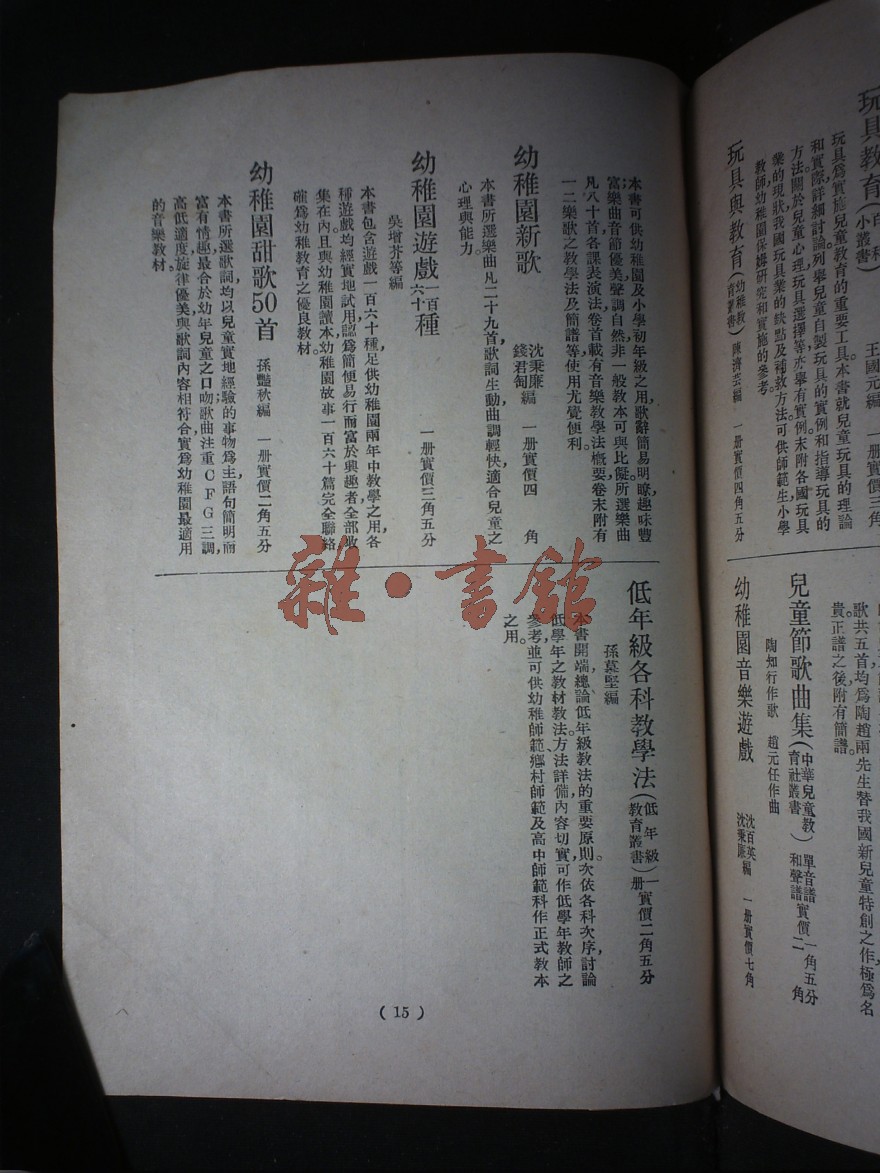 玩具教育
小叢書
王國元編
一册實價三角
玩具爲實施兒童教育的重要工具本書就兒童玩具的理論
和實際詳細討論列舉兒童自製玩具的實例和指導玩具的
方法。關於兒童心理玩具選擇等亦舉有實例末附各國玩具
業的現狀我國玩具業的缺點及補救方法。可供師範生小學
教師幼稚園保姆研究和實施的參考。
玩具與教育(幼稚教育叢書)陳濟芸編 一册實價四角五分
歌共五首均爲陶趙兩先生替我國新兒童特創之作極爲名
貴正譜之後附有簡譜。
兒童節歌曲集(中華兒童教育社叢書)單音譜實價一角五分 和聲譜實價二角
陶知行作歌 趙元任作曲
幼稚園音樂遊戲 沈百英 沈秉廉編 一册實價七角
本書可供幼稚園及小學初年級之用歌辭簡易明瞭趣味豐
富;樂曲音節優美聲調自然非一般教本可與比儗所選樂曲
凡八十首各課表演法卷首載有音樂教學法概要卷末附有
一二樂歌之教學法及簡譜等使用尤覺便利。
幼稚園新歌 沈秉廉 錢君匋編 一册實價四角
本書所選樂曲凡二十九首歌詞生動曲調輕快適合兒童之
心理與能力。
幼稚園遊戲一百六十種
吳增芥等編 一册實價三角五分
本書包含遊戲一百六十種足供幼稚園兩年中教學之用各
種遊戲均經實地試用認爲簡便易行而富於興趣者全部收
集在內且與幼稚園讀本幼稚園故事一百六十篇完全聯絡
確爲幼稚教育之優良教材。
幼稚園甜歌50首 孫豔秋編 一册實價二角五分
本書所選歌詞均以兒童實地經驗的事物爲主語句簡明而
富有情趣最合於幼年兒童之口吻歌曲注重CFG三調,
高低適度旋律優美與歌詞內容相符合實爲幼稚園最適用
的音樂教材。
低年級各科教學法(低年級教育叢書)一册實價二角五分
孫慕堅編
本書開端總論低年級教法的重要原則。次依各科次序討論
低學年之教材教法。方法詳備內容切實可作低學年教師之
參考並可供幼稚師範、鄉村師範及高中師範科作正式教本
之用。
(15)
雜·書館